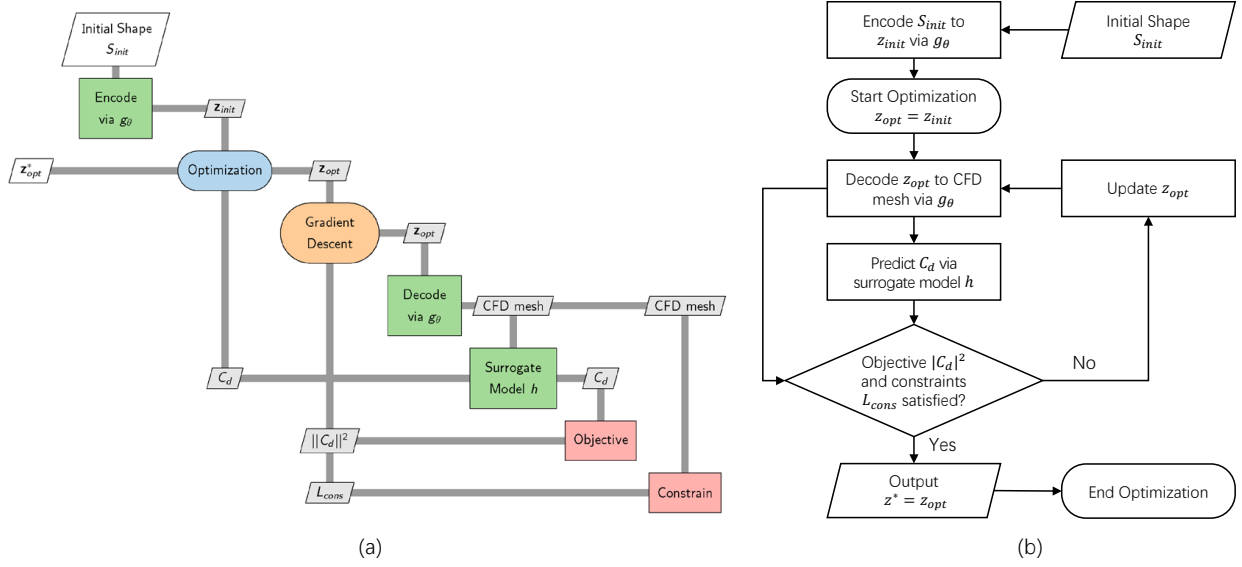 Initial Shape
S_init
Encode
via g_θ
z_init
z*_opt
Optimization
z_opt
Gradient
Descent
z_opt
Decode
via g_θ
CFD mesh
CFD mesh
C_d
Surrogate
Model h
C_d
||C_d||²
Objective
L_cons
Constrain
(a)
Encode S_init to
z_init via g_θ
Initial Shape
S_init
Start Optimization
z_opt = z_init
Decode z_opt to CFD
mesh via g_θ
Update z_opt
Predict C_d via
surrogate model h
Objective |C_d|²
and constraints
L_cons satisfied?
No
Yes
Output
z* = z_opt
End Optimization
(b)